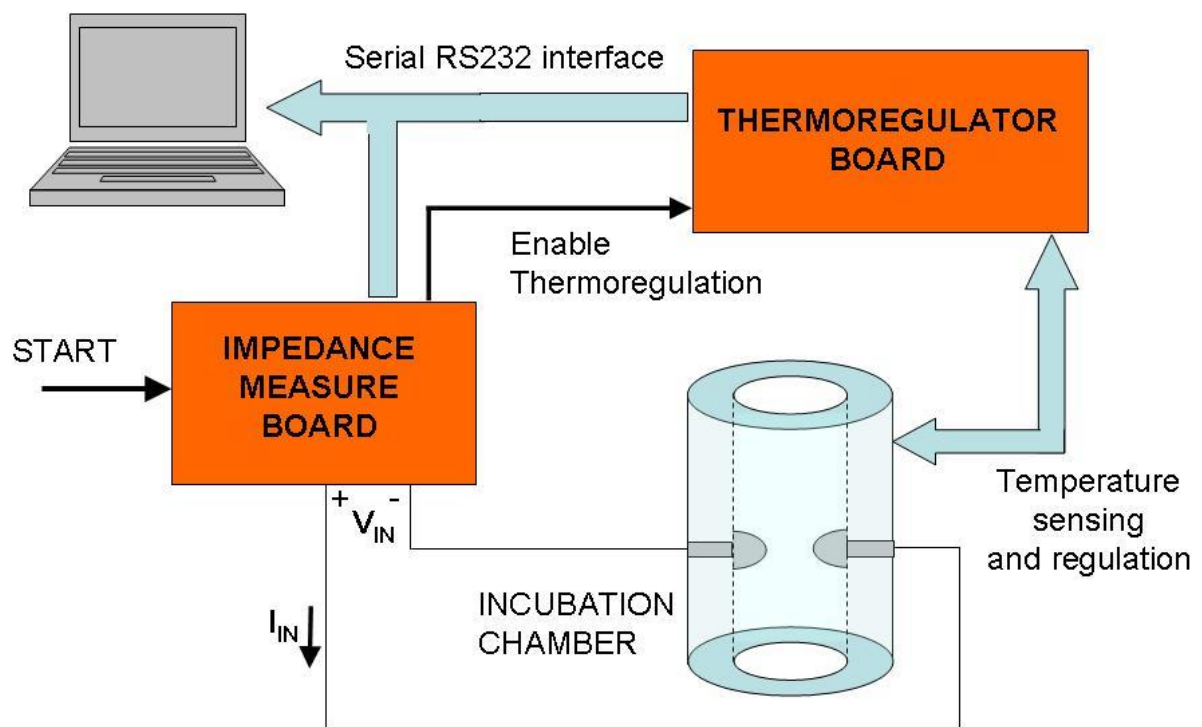 Serial RS232 interface
THERMOREGULATOR
BOARD
Enable
Thermoregulation
START
IMPEDANCE
MEASURE
BOARD
+ -
VIN
IIN
INCUBATION
CHAMBER
Temperature
sensing
and regulation